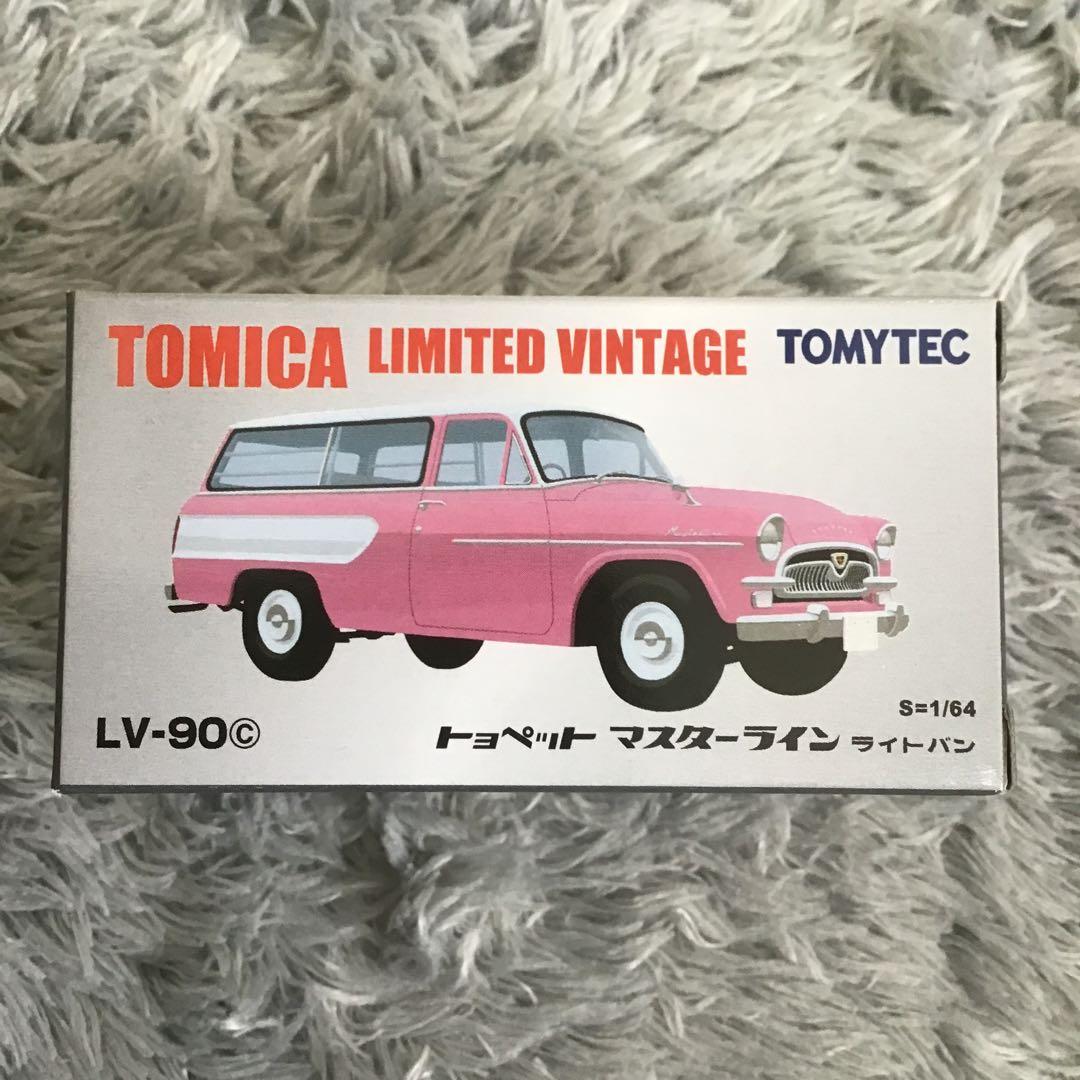 TOMICA LIMITED VINTAGE TOMYTEC
S=1/64
LV-90Ⓒ トヨペット マスターライン ライトバン